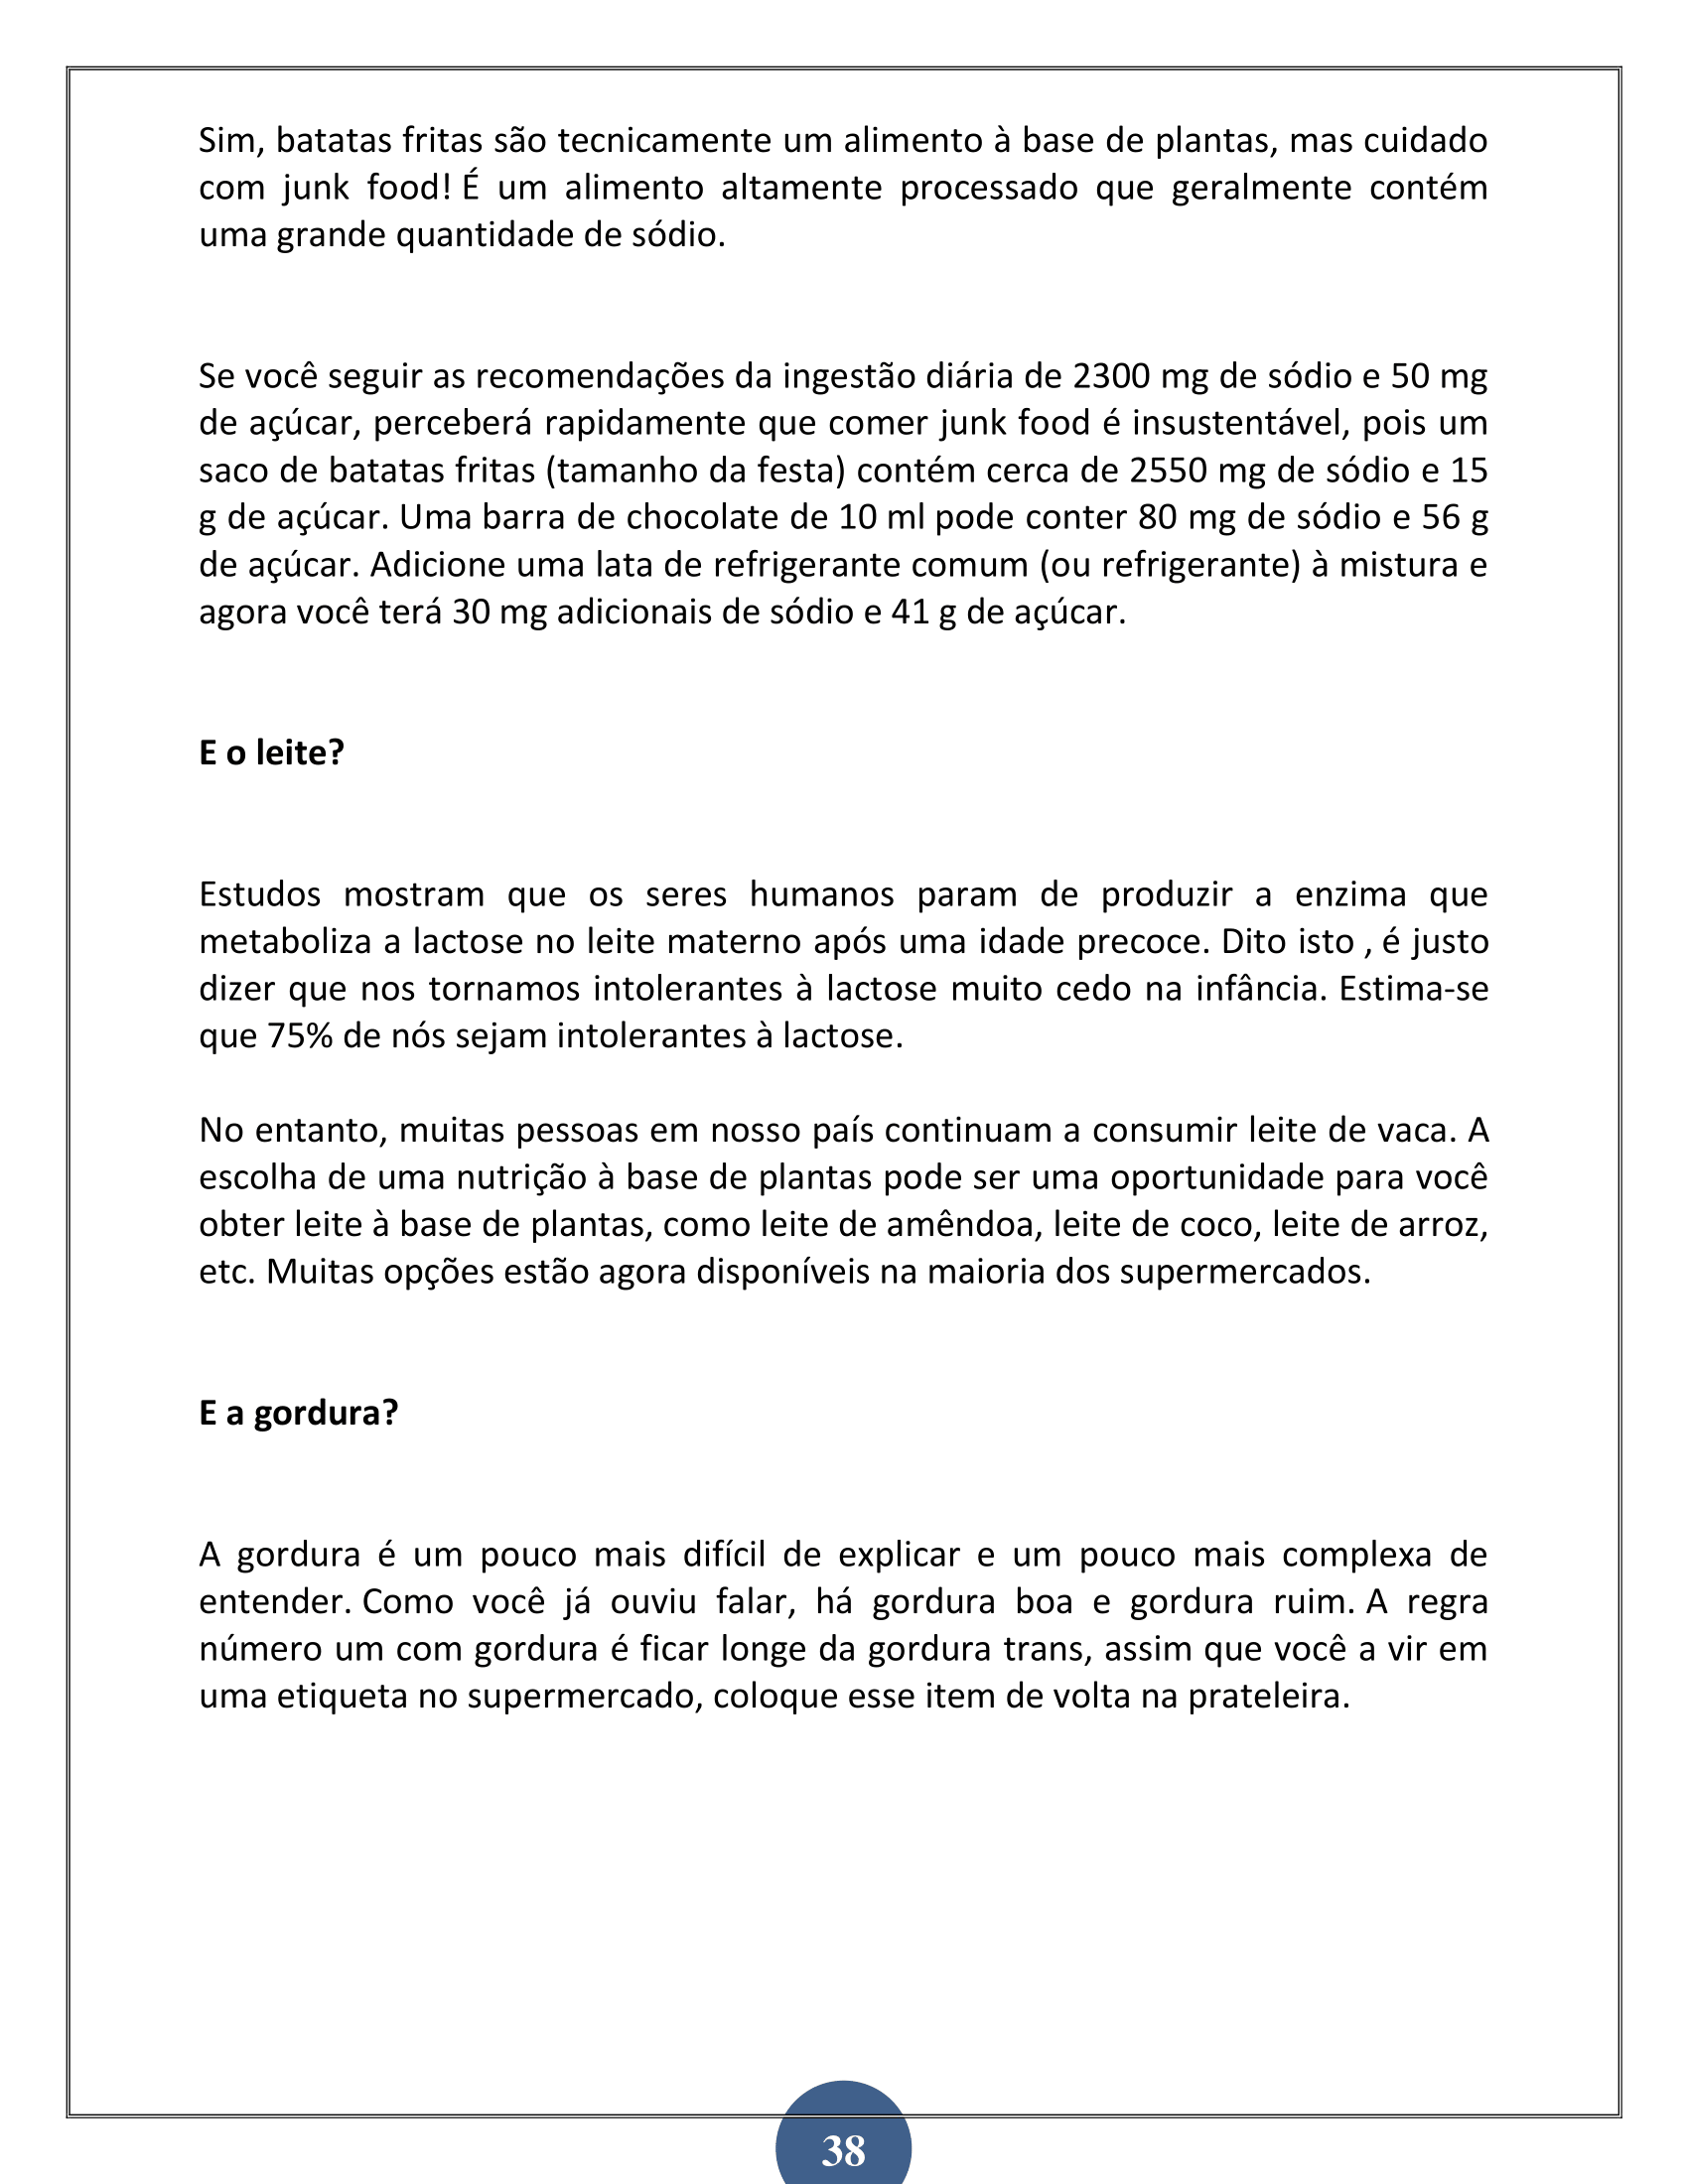 Sim, batatas fritas são tecnicamente um alimento à base de plantas, mas cuidado
com junk food! É um alimento altamente processado que geralmente contém
uma grande quantidade de sódio.
Se você seguir as recomendações da ingestão diária de 2300 mg de sódio e 50 mg
de açúcar, perceberá rapidamente que comer junk food é insustentável, pois um
saco de batatas fritas (tamanho da festa) contém cerca de 2550 mg de sódio e 15
g de açúcar. Uma barra de chocolate de 10 ml pode conter 80 mg de sódio e 56 g
de açúcar. Adicione uma lata de refrigerante comum (ou refrigerante) à mistura e
agora você terá 30 mg adicionais de sódio e 41 g de açúcar.
E o leite?
Estudos mostram que os seres humanos param de produzir a enzima que
metaboliza a lactose no leite materno após uma idade precoce. Dito isto , é justo
dizer que nos tornamos intolerantes à lactose muito cedo na infância. Estima-se
que 75% de nós sejam intolerantes à lactose.
No entanto, muitas pessoas em nosso país continuam a consumir leite de vaca. A
escolha de uma nutrição à base de plantas pode ser uma oportunidade para você
obter leite à base de plantas, como leite de amêndoa, leite de coco, leite de arroz,
etc. Muitas opções estão agora disponíveis na maioria dos supermercados.
E a gordura?
A gordura é um pouco mais difícil de explicar e um pouco mais complexa de
entender. Como você já ouviu falar, há gordura boa e gordura ruim. A regra
número um com gordura é ficar longe da gordura trans, assim que você a vir em
uma etiqueta no supermercado, coloque esse item de volta na prateleira.
38